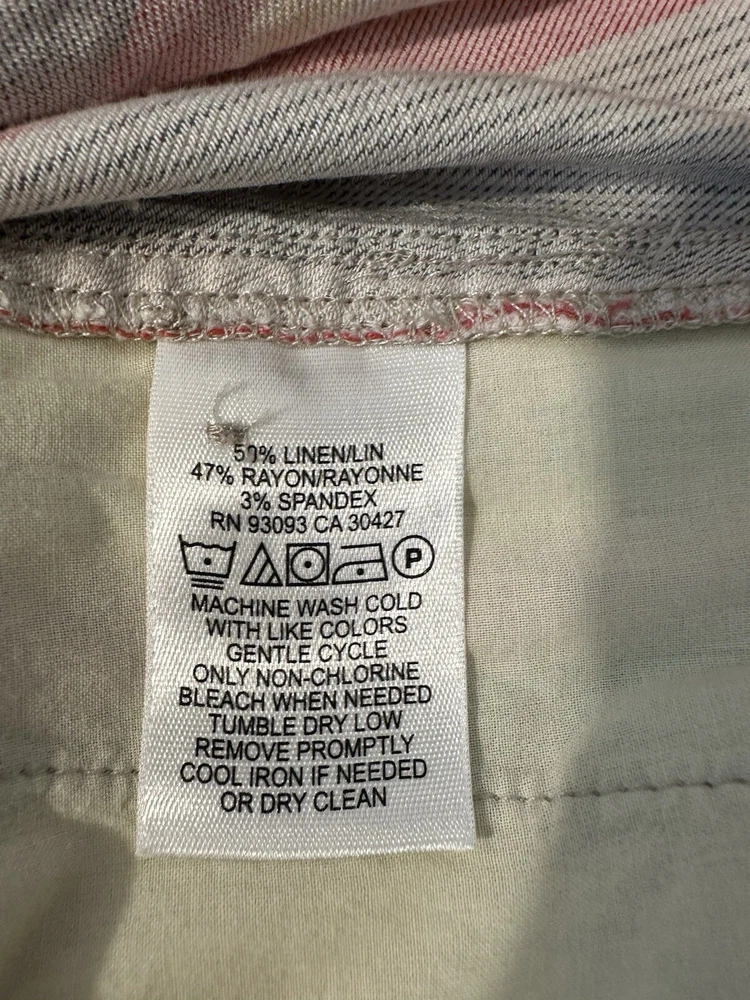 50% LINEN/LIN
47% RAYON/RAYONNE
3% SPANDEX
RN 93093 CA 30427
P
MACHINE WASH COLD
WITH LIKE COLORS
GENTLE CYCLE
ONLY NON-CHLORINE
BLEACH WHEN NEEDED
TUMBLE DRY LOW
REMOVE PROMPTLY
COOL IRON IF NEEDED
OR DRY CLEAN